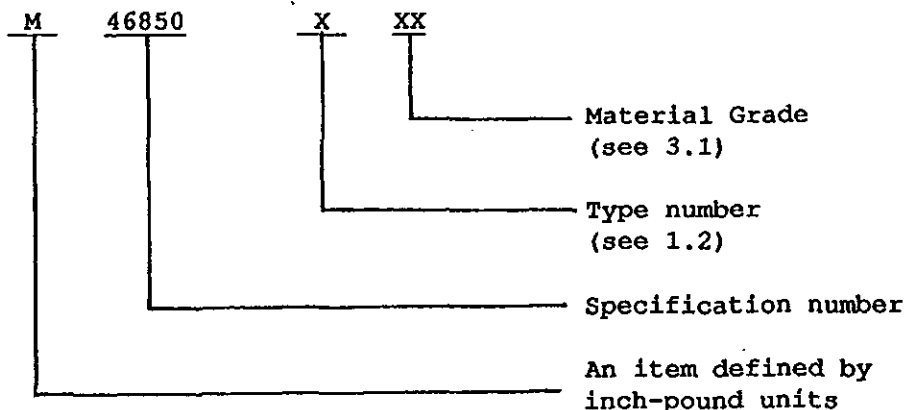 M 46850 X XX
Material Grade
(see 3.1)
Type number
(see 1.2)
Specification number
An item defined by
inch-pound units